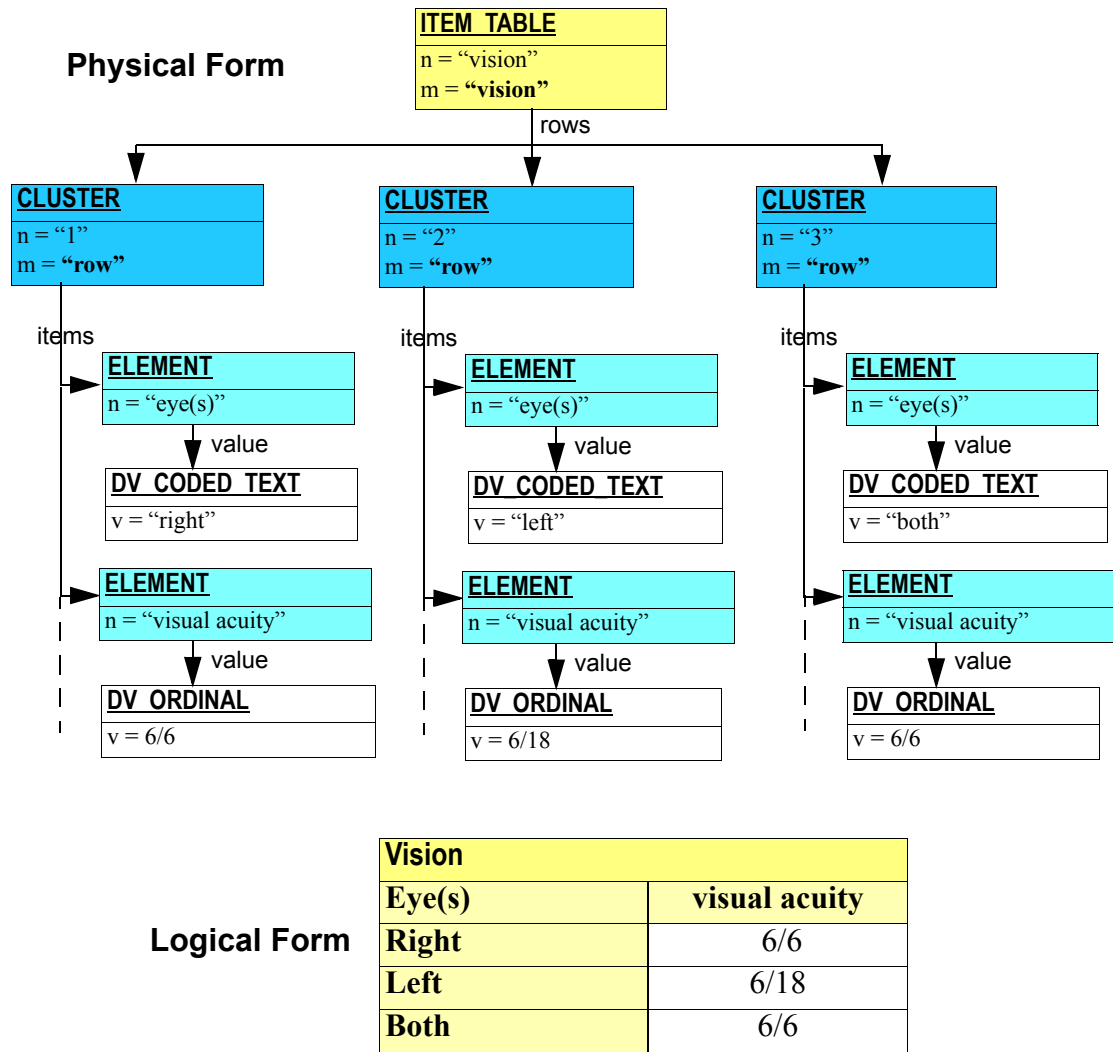 ITEM_TABLE
Physical Form
n = “vision”
m = “vision”
rows
CLUSTER
n = “1”
m = “row”
CLUSTER
n = “2”
m = “row”
CLUSTER
n = “3”
m = “row”
items
items
items
ELEMENT
n = “eye(s)”
value
DV_CODED_TEXT
v = “right”
ELEMENT
n = “visual acuity”
value
DV_ORDINAL
v = 6/6
ELEMENT
n = “eye(s)”
value
DV_CODED_TEXT
v = “left”
ELEMENT
n = “visual acuity”
value
DV_ORDINAL
v = 6/18
ELEMENT
n = “eye(s)”
value
DV_CODED_TEXT
v = “both”
ELEMENT
n = “visual acuity”
value
DV_ORDINAL
v = 6/6
Logical Form
Vision
Eye(s) visual acuity
Right 6/6
Left 6/18
Both 6/6